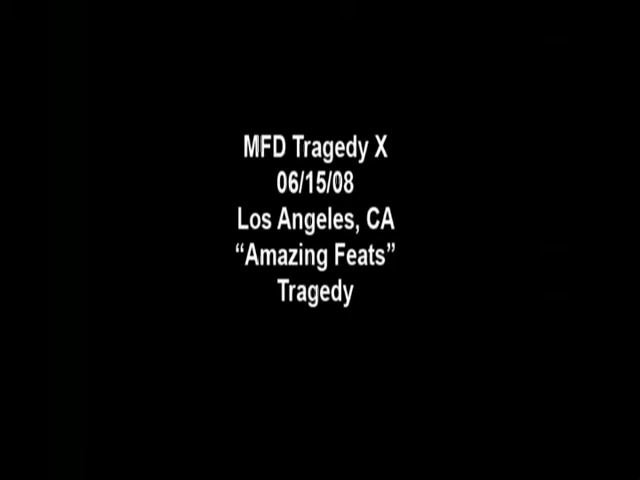 MFD Tragedy X
06/15/08
Los Angeles, CA
“Amazing Feats”
Tragedy